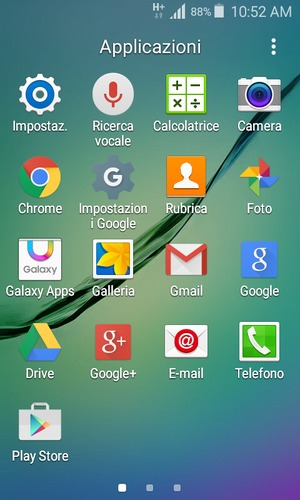 H+ 88% 10:52 AM
Applicazioni
Impostaz. Ricerca vocale Calcolatrice Camera
Chrome Impostazioni Google Rubrica Foto
Galaxy
Galaxy Apps Galleria Gmail Google
g g+ @
Drive Google+ E-mail Telefono
Play Store